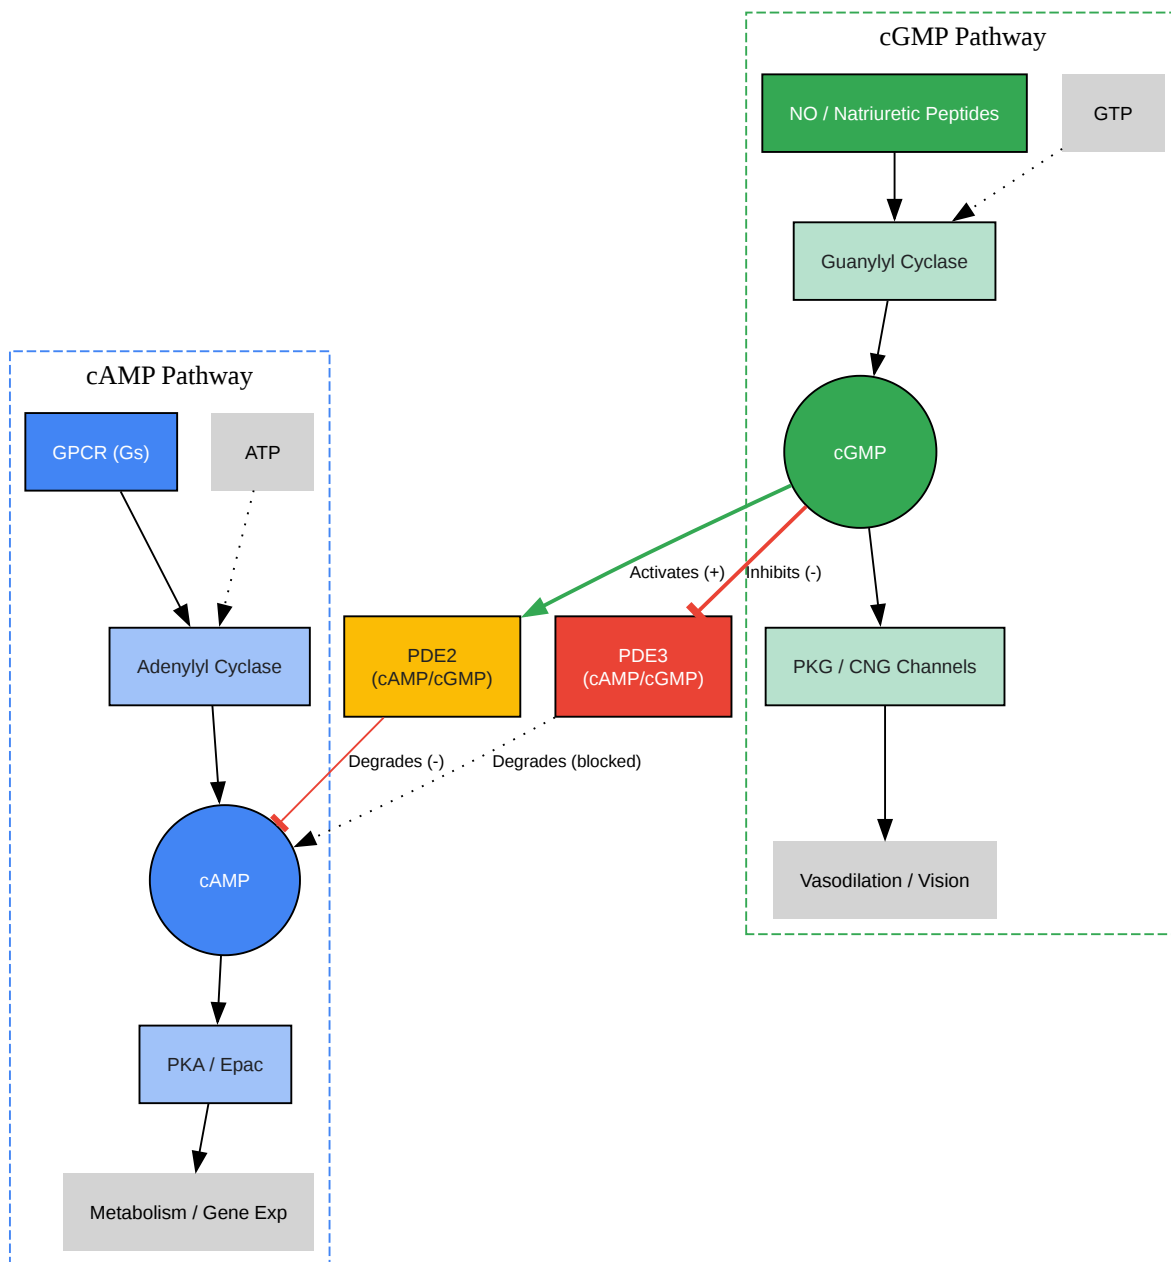 cGMP Pathway
NO / Natriuretic Peptides
GTP
Guanylyl Cyclase
cAMP Pathway
GPCR (Gs)
ATP
cGMP
Activates (+)
Inhibits (-)
Adenylyl Cyclase
PDE2
(cAMP/cGMP)
PDE3
(cAMP/cGMP)
PKG / CNG Channels
Degrades (-)
Degrades (blocked)
cAMP
Vasodilation / Vision
PKA / Epac
Metabolism / Gene Exp